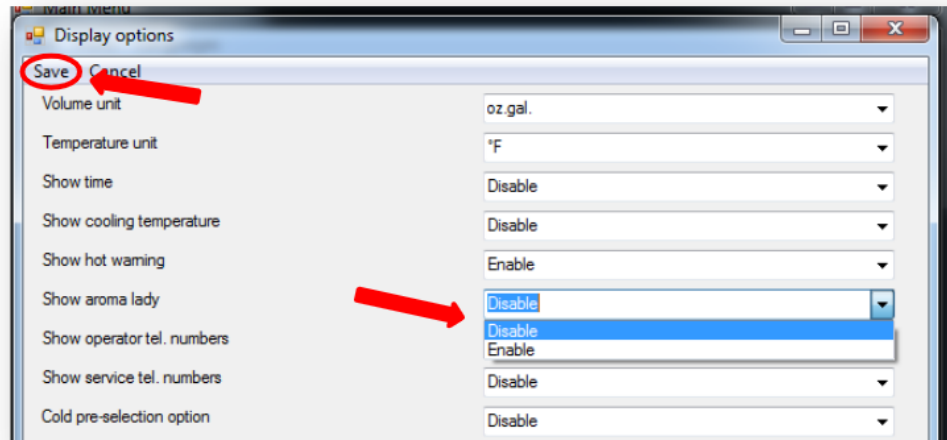 Main Menu
Display options
Save Cancel
Volume unit oz.gal.
Temperature unit °F
Show time Disable
Show cooling temperature Disable
Show hot warning Enable
Show aroma lady Disable
Disable
Show operator tel. numbers Enable
Show service tel. numbers Disable
Cold pre-selection option Disable